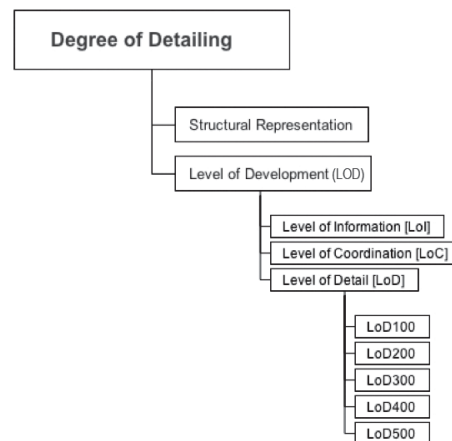 Degree of Detailing
Structural Representation
Level of Development (LOD)
Level of Information [LoI]
Level of Coordination [LoC]
Level of Detail [LoD]
LoD100
LoD200
LoD300
LoD400
LoD500